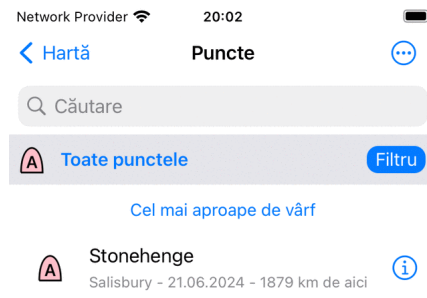 Network Provider 20:02
Hartă Puncte
Căutare
A Toate punctele Filtru
Cel mai aproape de vârf
Stonehenge
A
Salisbury - 21.06.2024 - 1879 km de aici